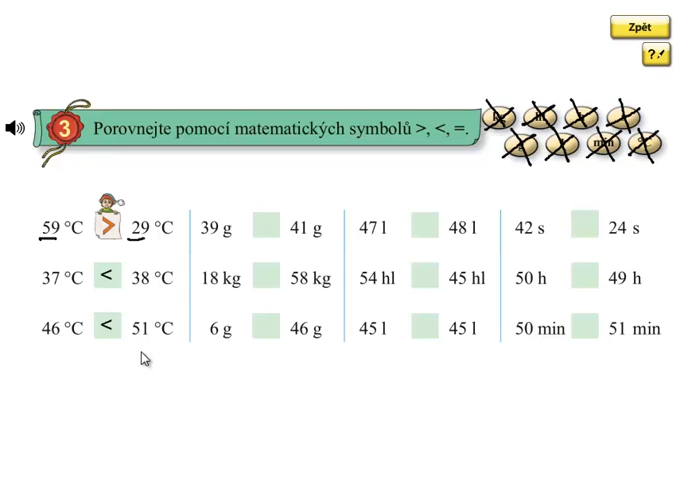 Zpět
?
3 Porovnejte pomocí matematických symbolů >, <, =.
min
59 °C > 29 °C 39 g 41 g 47 l 48 l 42 s 24 s
37 °C < 38 °C 18 kg 58 kg 54 hl 45 hl 50 h 49 h
46 °C < 51 °C 6 g 46 g 45 l 45 l 50 min 51 min